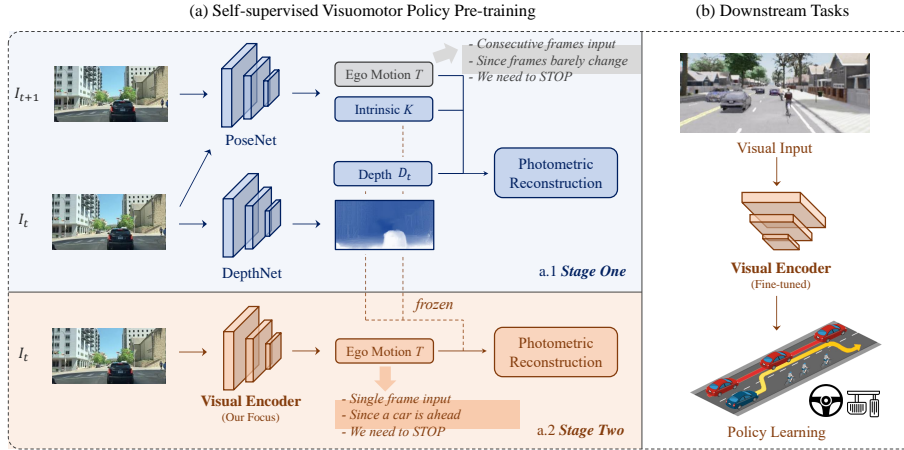 (a) Self-supervised Visuomotor Policy Pre-training
I_{t+1}
PoseNet
Ego Motion T
Intrinsic K
- Consecutive frames input
- Since frames barely change
- We need to STOP
I_t
DepthNet
Depth D_t
Photometric
Reconstruction
a.1 Stage One
I_t
Visual Encoder
(Our Focus)
frozen
Ego Motion T
Photometric
Reconstruction
- Single frame input
- Since a car is ahead
- We need to STOP
a.2 Stage Two
(b) Downstream Tasks
Visual Input
Visual Encoder
(Fine-tuned)
Policy Learning